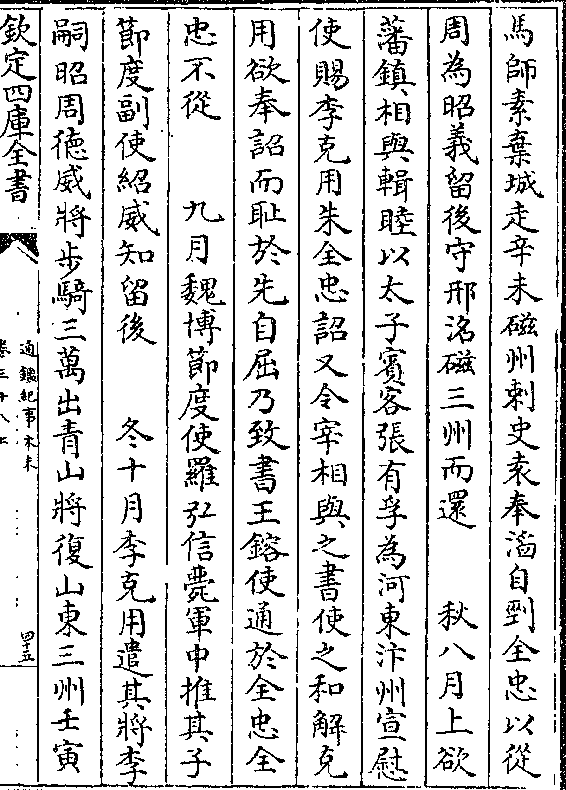 馬師素棄城走辛未磁州刺史袁奉滔自剄全忠以從
周為昭義留後守邢洺磁三州而還　秋八月上欲
藩鎮相與輯睦以太子賓客張有孚為河東汴州宣慰
使賜李克用朱全忠詔又令宰相與之書使之和解克
用欲奉詔而恥於先自屈乃致書王鎔使通於全忠全
忠不從　九月魏博節度使羅弘信薨軍中推其子
節度副使紹威知留後　冬十月李克用遣其將李
嗣昭周德威將步騎三萬出青山將復山東三州壬寅
欽定四庫全書
通鑑紀事本末
四十五